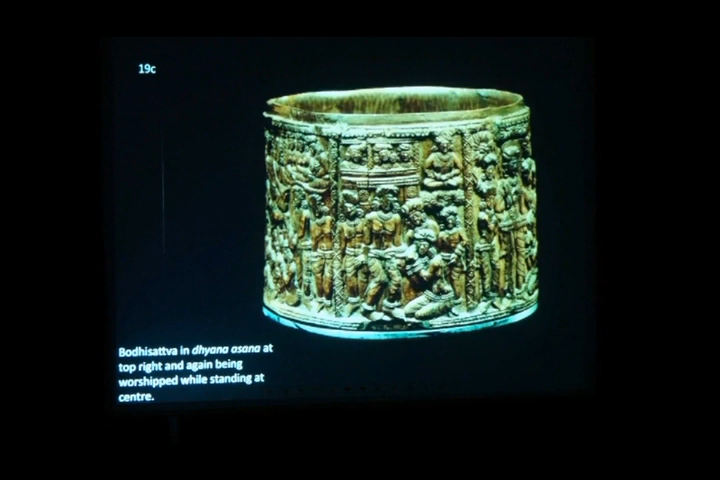 19c
Bodhisattva in dhyana asana at
top right and again being
worshipped while standing at
centre.